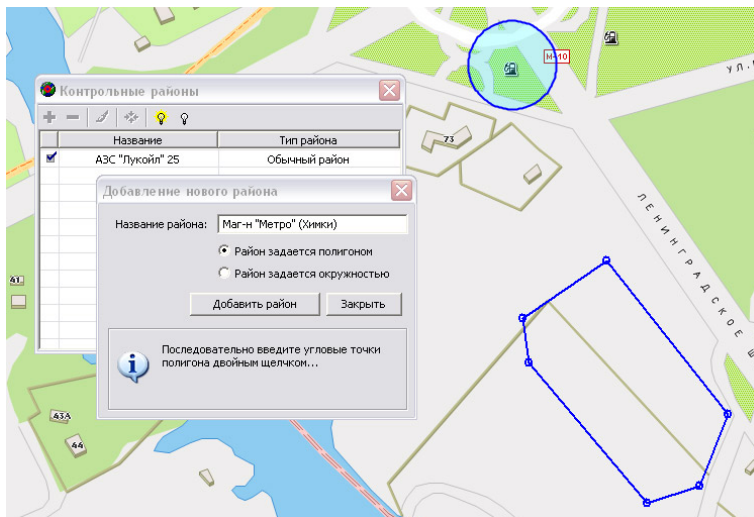 М-10
УЛ.
Контрольные районы
Название
Тип района
73
АЗС "Лукойл" 25
Обычный район
Добавление нового района
Название района:
Маг-н "Метро" (Химки)
ЛЕНИНГРАДСКОЕ Ш
Район задается полигоном
Район задается окружностью
41
Добавить район
Закрыть
Последовательно введите угловые точки
полигона двойным щелчком...
43А
44